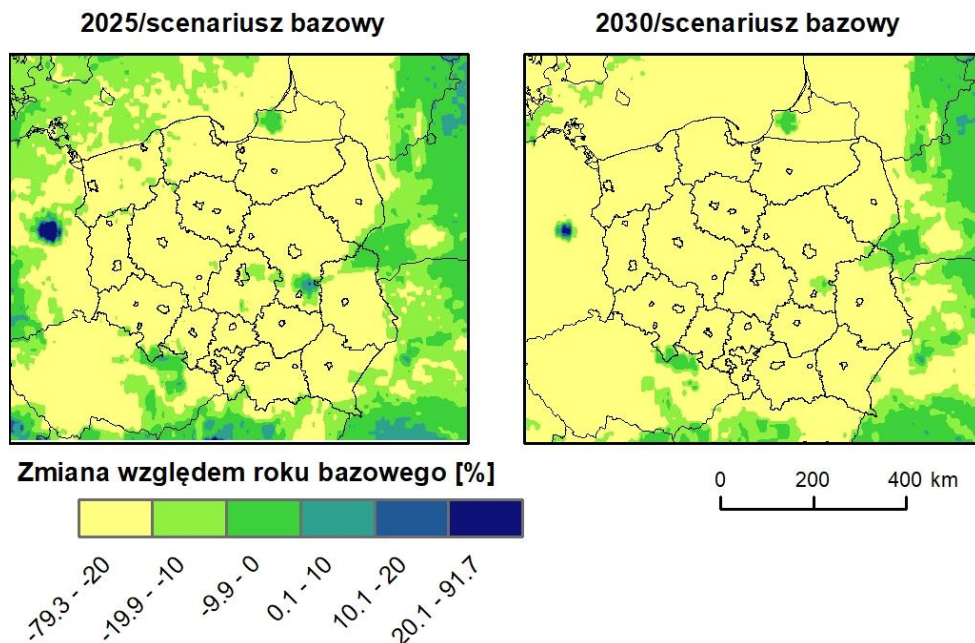 2025/scenariusz bazowy
2030/scenariusz bazowy
Zmiana względem roku bazowego [%]
0 200 400 km
-79.3 - -20
-19.9 - -10
-9.9 - 0
0.1 - 10
10.1 - 20
20.1 - 91.7